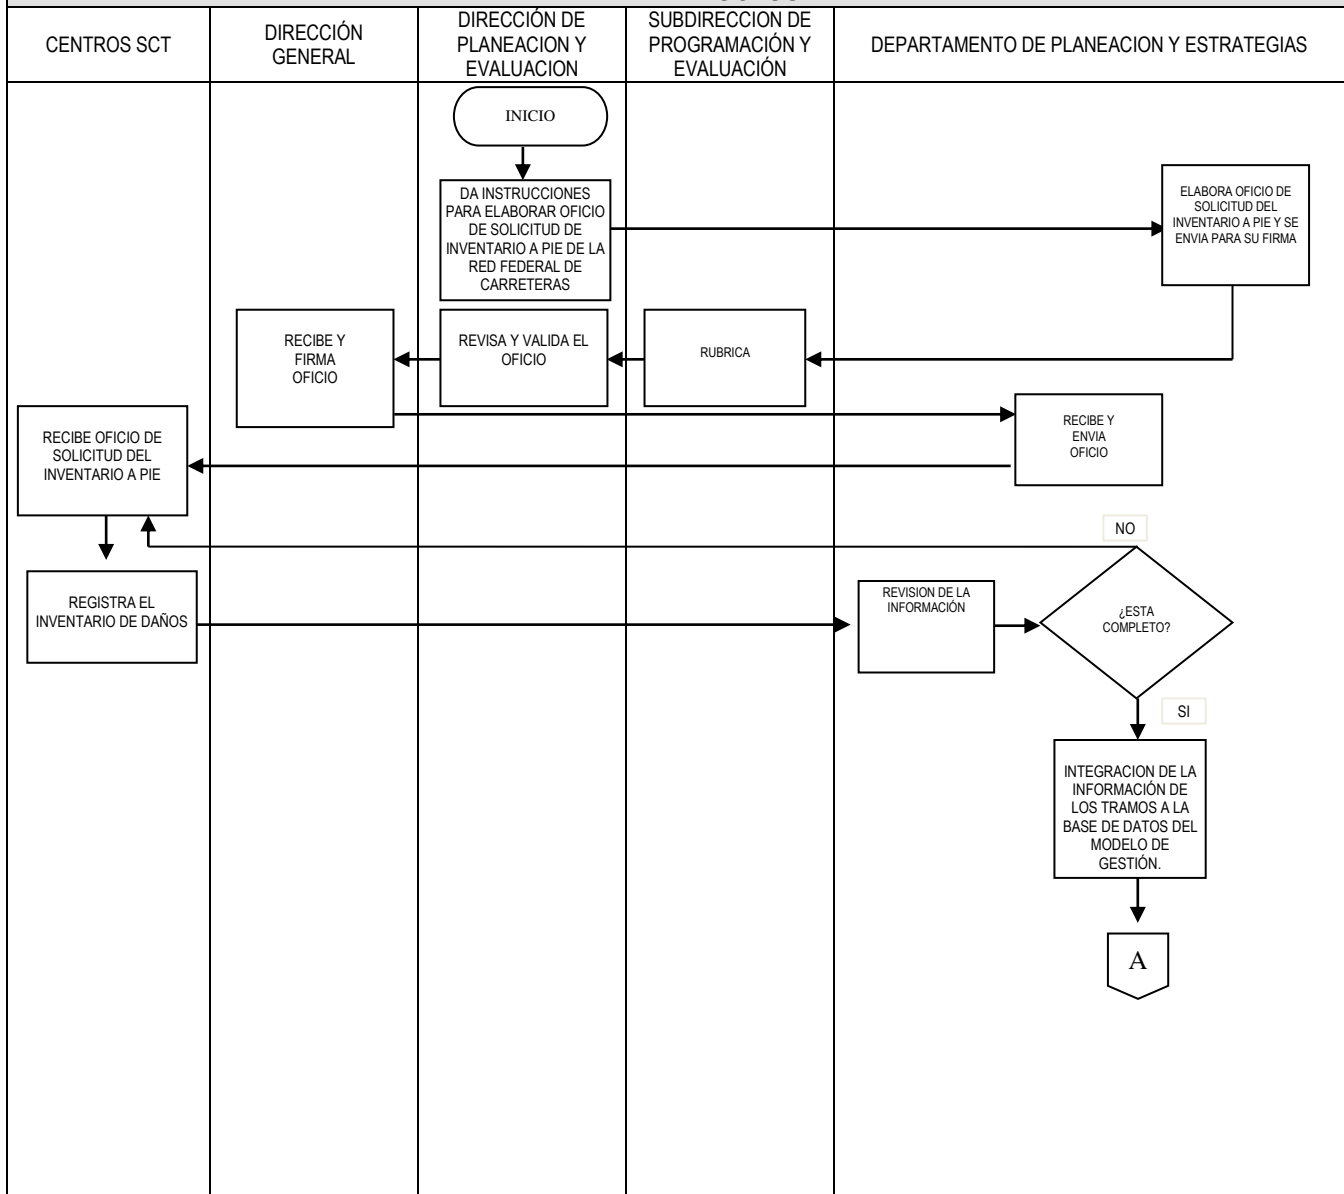 CENTROS SCT
DIRECCIÓN
GENERAL
DIRECCIÓN DE
PLANEACION Y
EVALUACION
SUBDIRECCION DE
PROGRAMACIÓN Y
EVALUACIÓN
DEPARTAMENTO DE PLANEACION Y ESTRATEGIAS
INICIO
DA INSTRUCCIONES
PARA ELABORAR OFICIO
DE SOLICITUD DE
INVENTARIO A PIE DE LA
RED FEDERAL DE
CARRETERAS
ELABORA OFICIO DE
SOLICITUD DEL
INVENTARIO A PIE Y SE
ENVIA PARA SU FIRMA
RECIBE Y
FIRMA
OFICIO
REVISA Y VALIDA EL
OFICIO
RUBRICA
RECIBE OFICIO DE
SOLICITUD DEL
INVENTARIO A PIE
RECIBE Y
ENVIA
OFICIO
NO
REGISTRA EL
INVENTARIO DE DAÑOS
REVISION DE LA
INFORMACIÓN
¿ESTA
COMPLETO?
SI
INTEGRACION DE LA
INFORMACIÓN DE
LOS TRAMOS A LA
BASE DE DATOS DEL
MODELO DE
GESTIÓN.
A